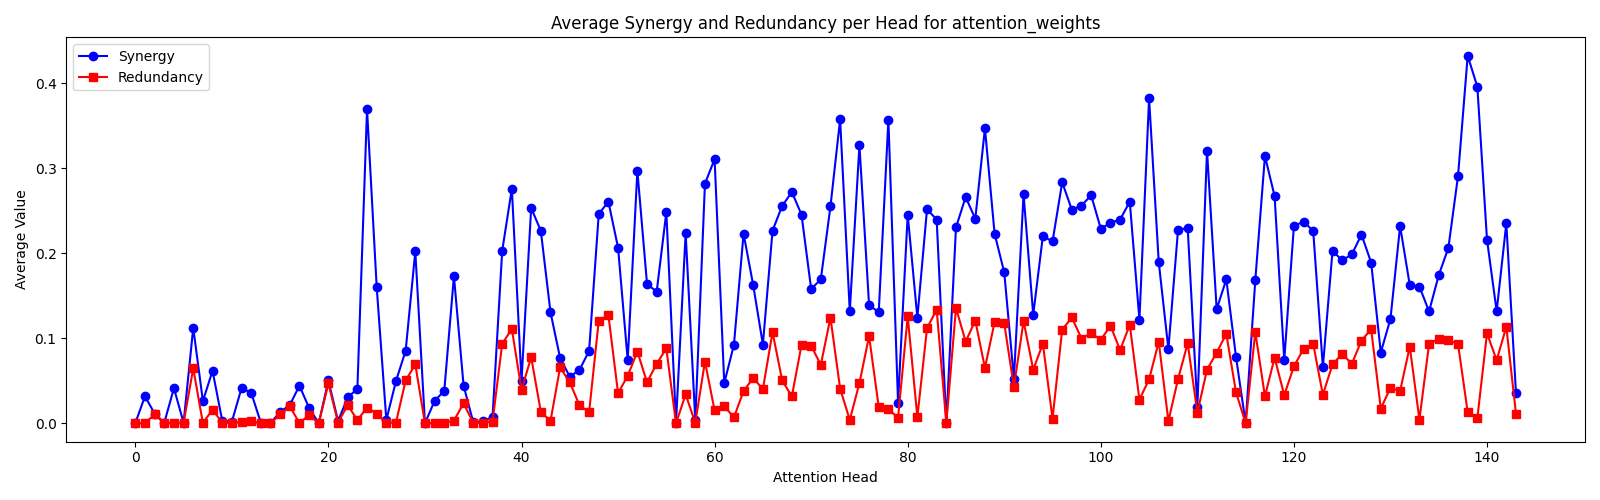 Average Synergy and Redundancy per Head for attention_weights
Synergy
Redundancy
Average Value
0.4
0.3
0.2
0.1
0.0
0 20 40 60 80 100 120 140
Attention Head